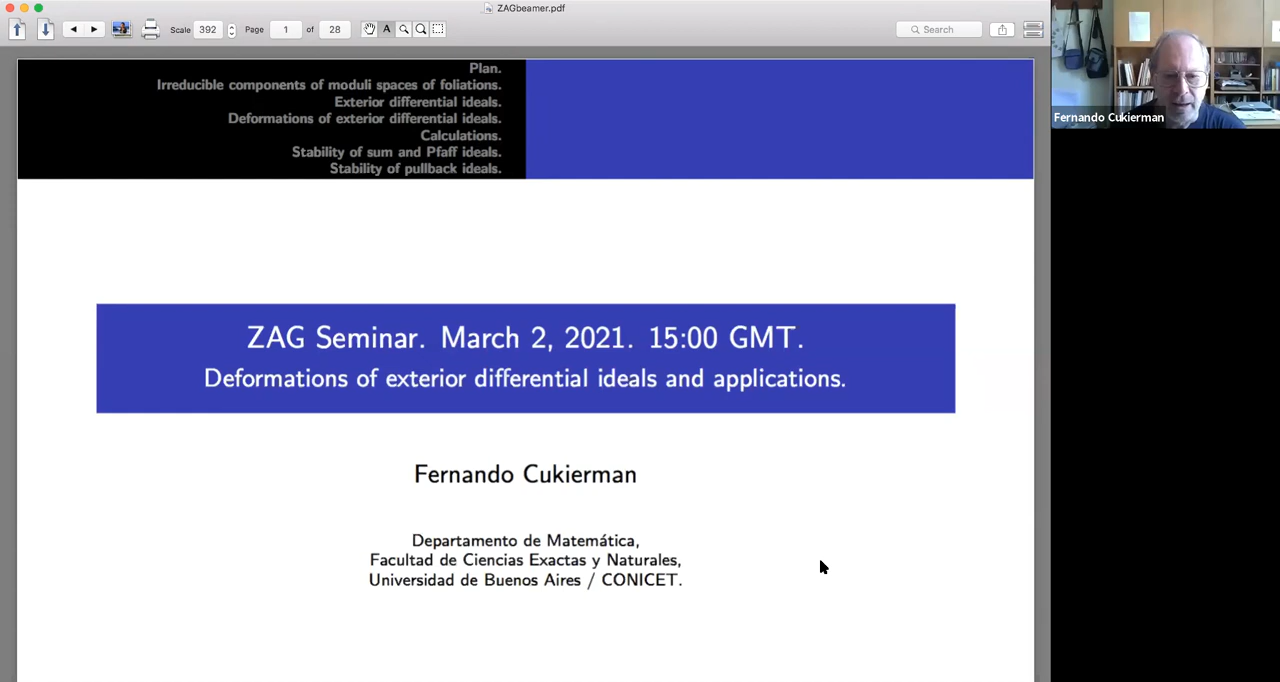 ZAGbeamer.pdf
Scale 392 Page 1 of 28 A Search
Plan.
Irreducible components of moduli spaces of foliations.
Exterior differential ideals.
Deformations of exterior differential ideals.
Calculations.
Stability of sum and Pfaff ideals.
Stability of pullback ideals.
ZAG Seminar. March 2, 2021. 15:00 GMT.
Deformations of exterior differential ideals and applications.
Fernando Cukierman
Departamento de Matemática,
Facultad de Ciencias Exactas y Naturales,
Universidad de Buenos Aires / CONICET.
Fernando Cukierman